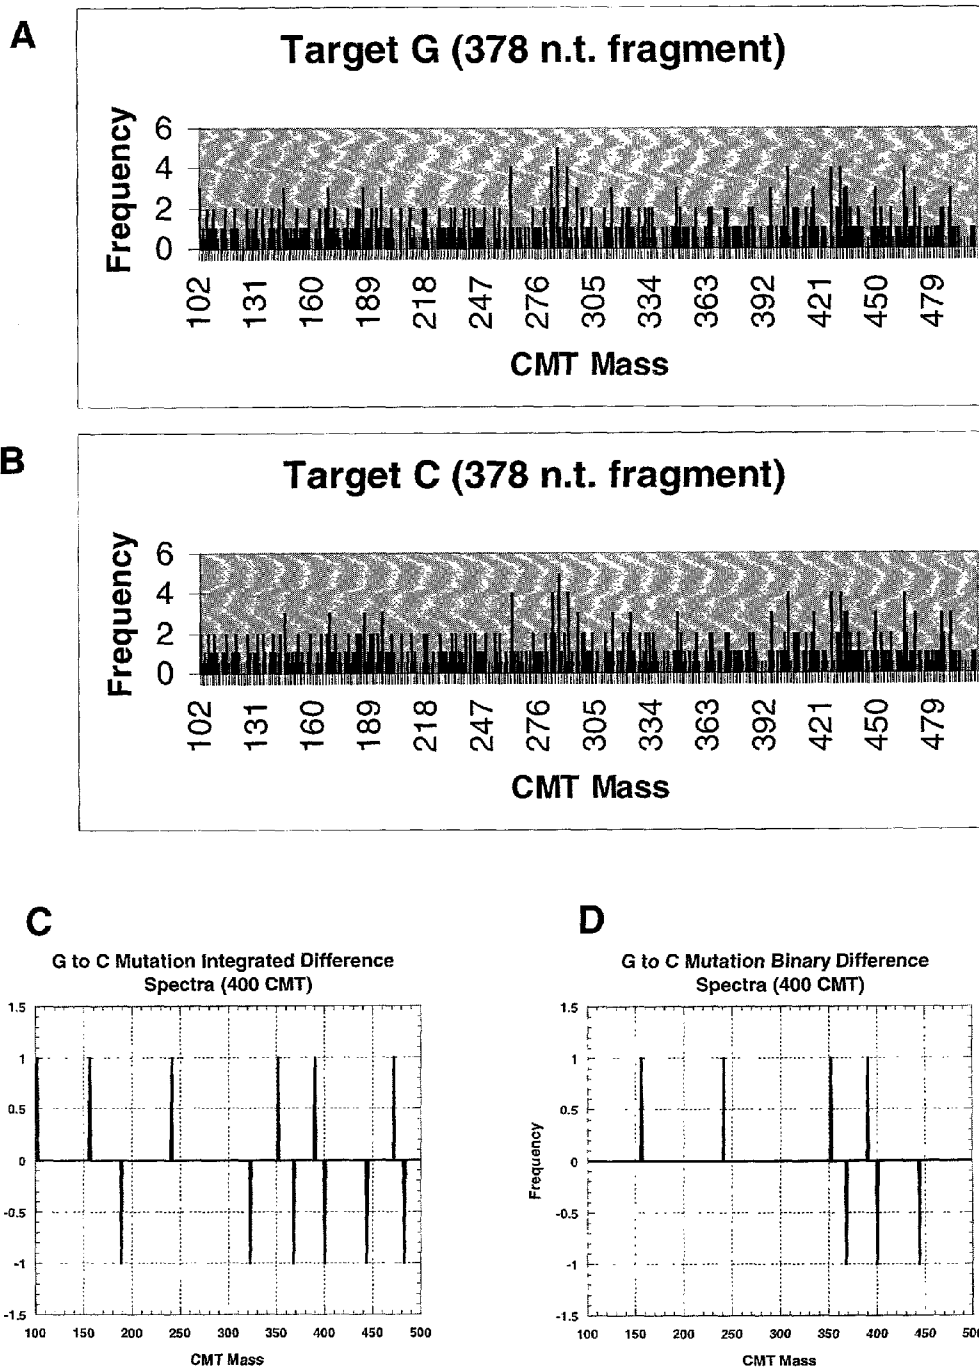 A
Target G (378 n.t. fragment)
Frequency
6
4
2
0
102 131 160 189 218 247 276 305 334 363 392 421 450 479
CMT Mass
B
Target C (378 n.t. fragment)
Frequency
6
4
2
0
102 131 160 189 218 247 276 305 334 363 392 421 450 479
CMT Mass
C
G to C Mutation Integrated Difference
Spectra (400 CMT)
1.5
1
0.5
0
-0.5
-1
-1.5
100 150 200 250 300 350 400 450 500
CMT Mass
D
G to C Mutation Binary Difference
Spectra (400 CMT)
Frequency
1.5
1
0.5
0
-0.5
-1
-1.5
100 150 200 250 300 350 400 450 500
CMT Mass